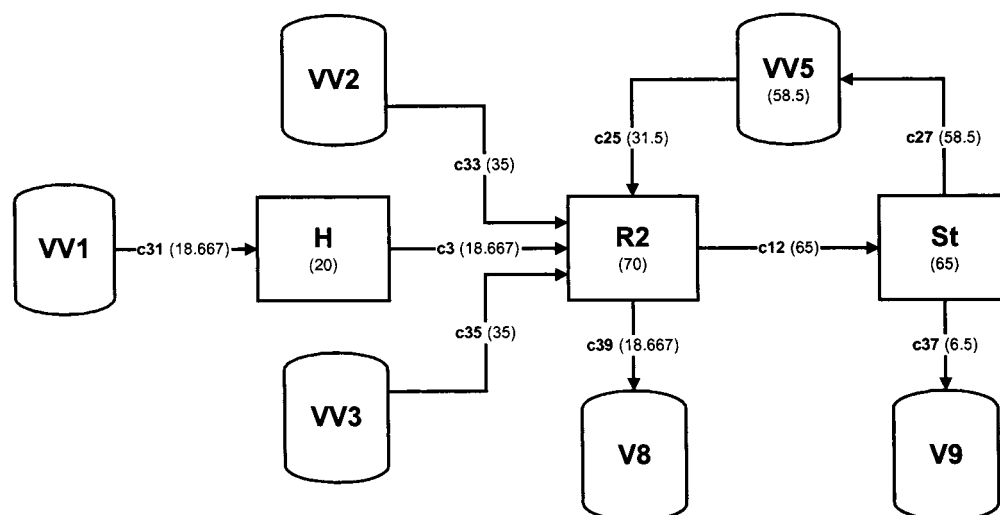 VV2
VV5
(58.5)
c25 (31.5)
c27 (58.5)
c33 (35)
VV1
c31 (18.667)
H
(20)
c3 (18.667)
R2
(70)
c12 (65)
St
(65)
c35 (35)
c39 (18.667)
c37 (6.5)
VV3
V8
V9